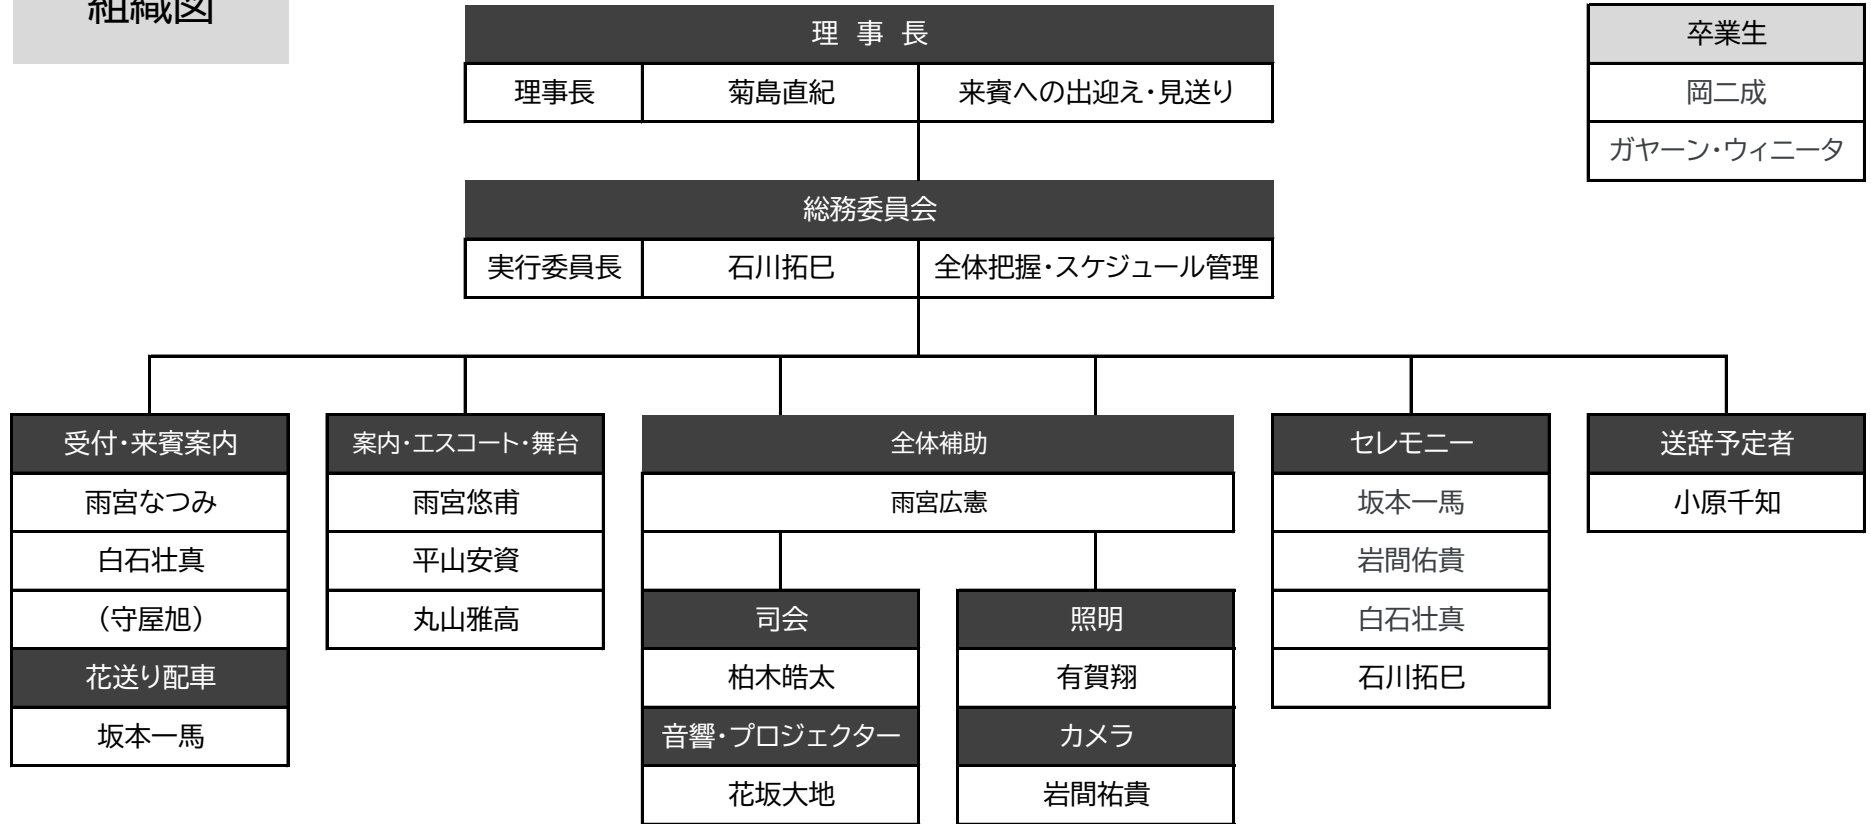 組織図
理 事 長
理事長 菊島直紀 来賓への出迎え・見送り
卒業生
岡二成
ガヤーン・ウィニータ
総務委員会
実行委員長 石川拓巳 全体把握・スケジュール管理
受付・来賓案内
雨宮なつみ
白石壮真
（守屋旭）
花送り配車
坂本一馬
案内・エスコート・舞台
雨宮悠甫
平山安資
丸山雅高
全体補助
雨宮広憲
司会
柏木皓太
音響・プロジェクター
花坂大地
照明
有賀翔
カメラ
岩間祐貴
セレモニー
坂本一馬
岩間佑貴
白石壮真
石川拓巳
送辞予定者
小原千知